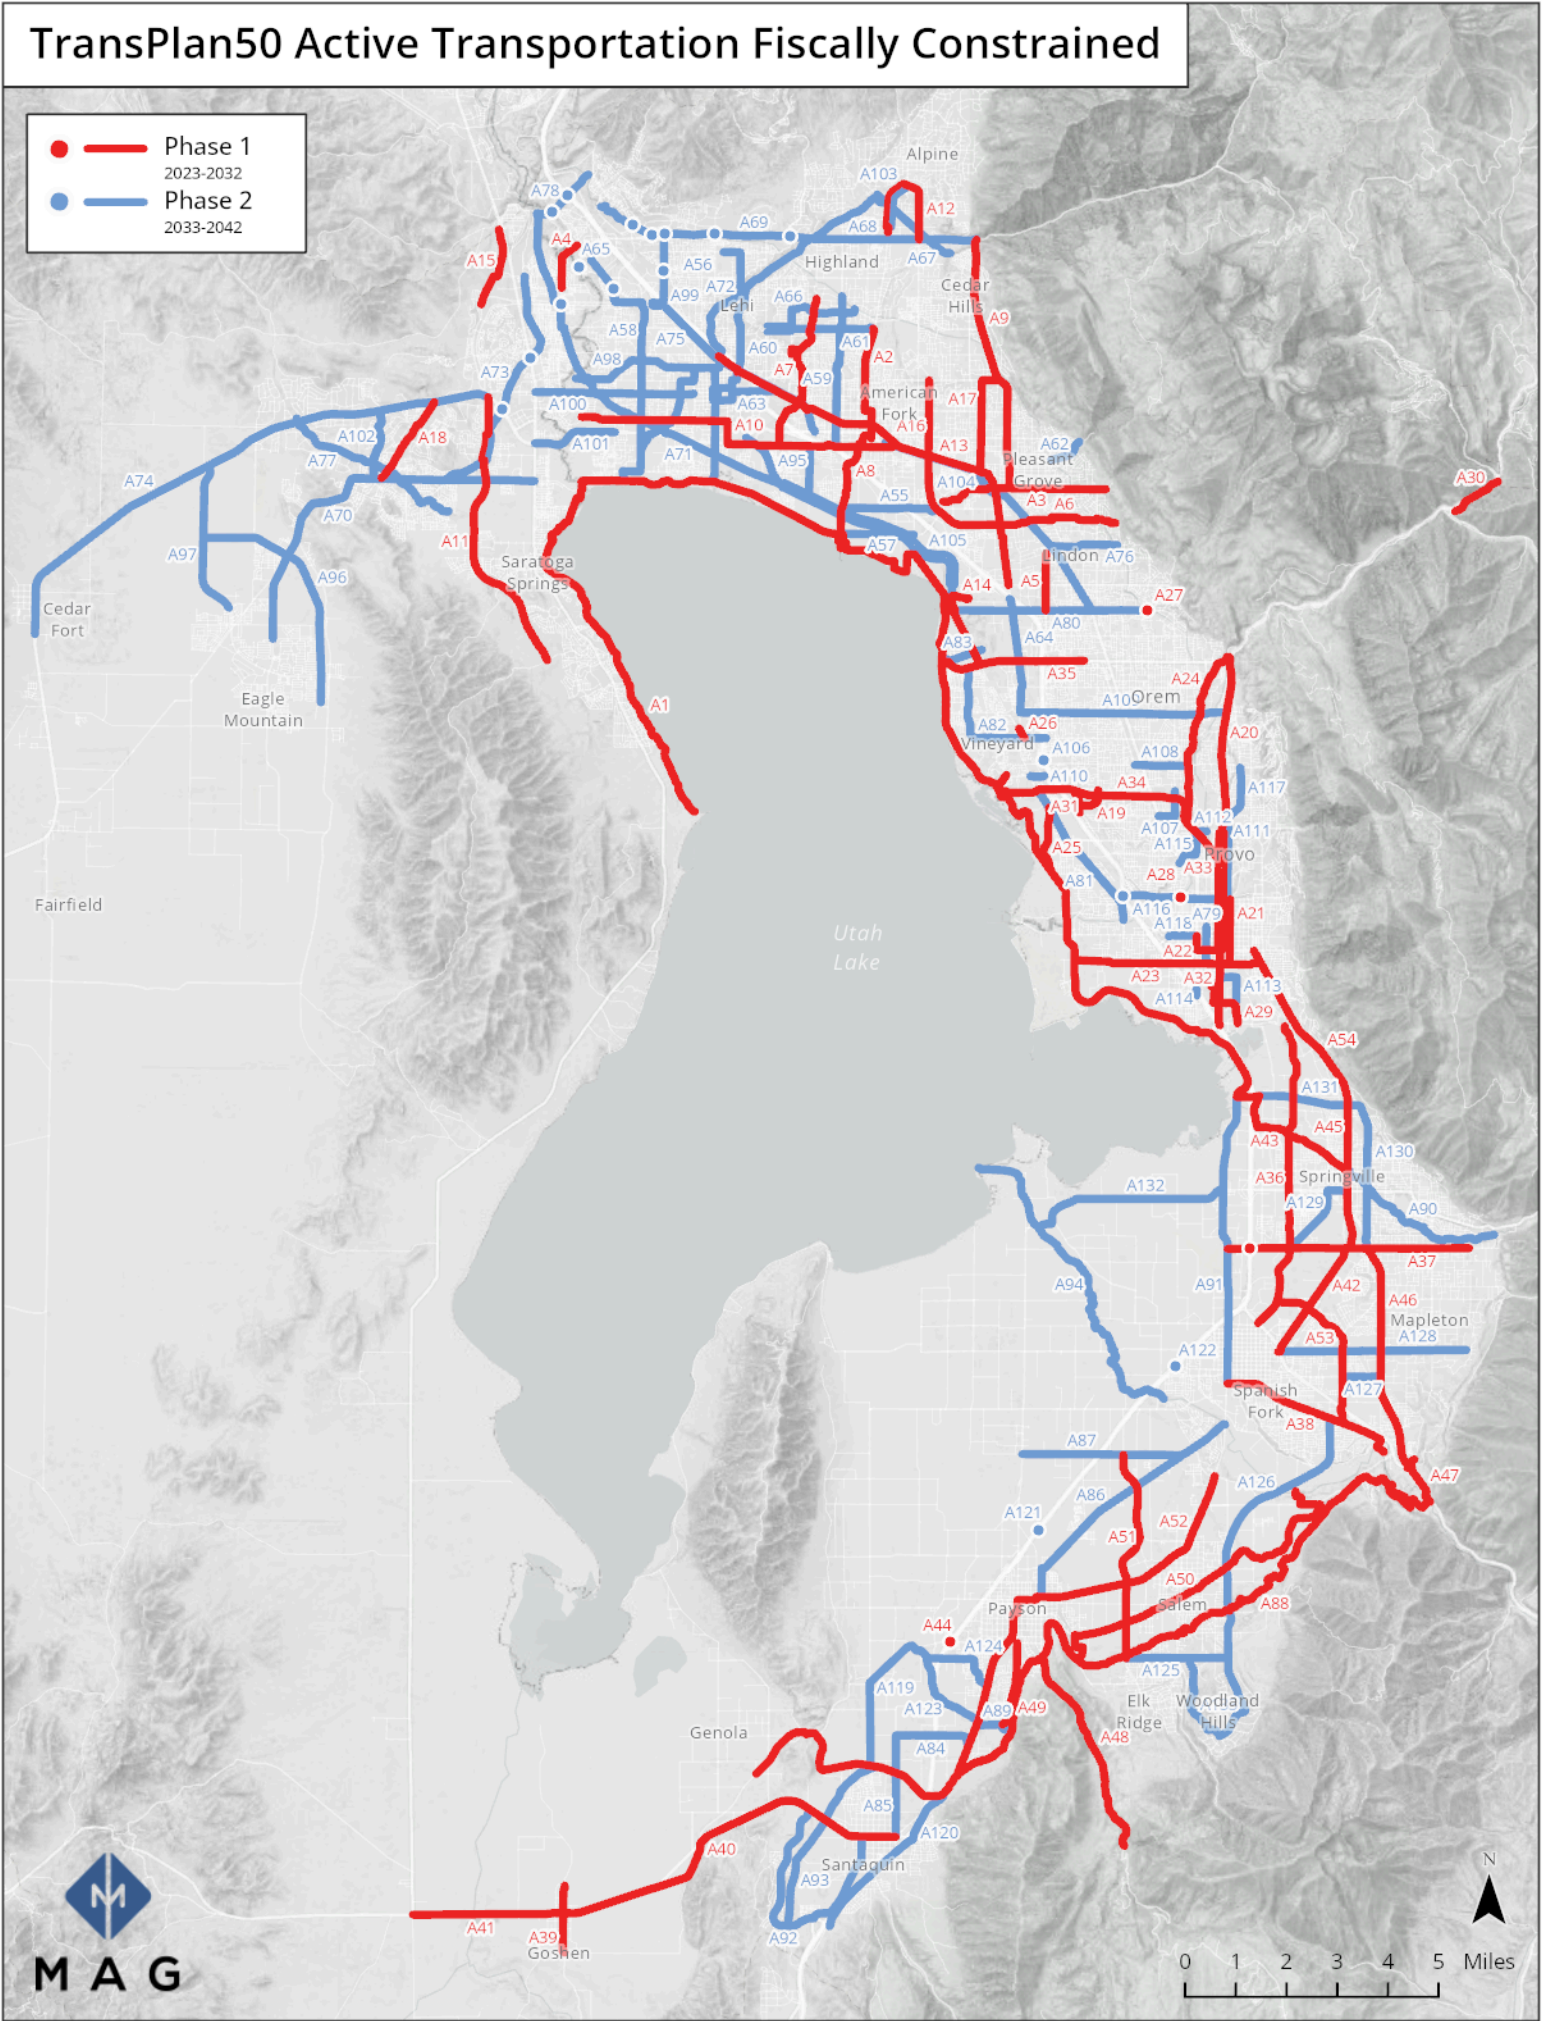 TransPlan50 Active Transportation Fiscally Constrained
Phase 1
2023-2032
Phase 2
2033-2042
Alpine
A103
A78
A12
A69
A68
A4
A65
A15
A56
Highland
A67
A72
A66
A99
Lehi
Cedar
Hills
A9
A58
A75
A60
A61
A2
A98
A73
A7
A59
American
Fork
A17
A100
A63
A10
A16
A102
A18
A101
A13
A62
A71
A95
A77
A8
Pleasant
Grove
A74
A104
A30
A3
A6
A55
A70
A11
A57
A105
A97
Lindon
A76
Saratoga
Springs
A96
A14
A5
A27
Cedar
Fort
A80
A64
A83
A35
A24
Eagle
Mountain
A1
A109
Orem
A82
A26
A20
Vineyard
A106
A108
A110
A34
A117
A31
A19
A107
A112
A111
A25
A115
Provo
A33
A28
A81
Fairfield
A116
A79
A21
A118
Utah
Lake
A22
A23
A32
A113
A114
A29
A54
A131
A45
A43
A130
A36
Springville
A132
A129
A90
A37
A94
A91
A42
A46
Mapleton
A53
A128
A122
Spanish
Fork
A127
A38
A87
A47
A126
A86
A121
A52
A51
A50
Payson
Salem
A88
A44
A124
A125
A119
Elk
Ridge
Woodland
Hills
A123
A89
A49
Genola
A48
A84
A85
A120
A40
Santaquin
A93
A41
A39
Goshen
A92
MAG
N
0 1 2 3 4 5 Miles